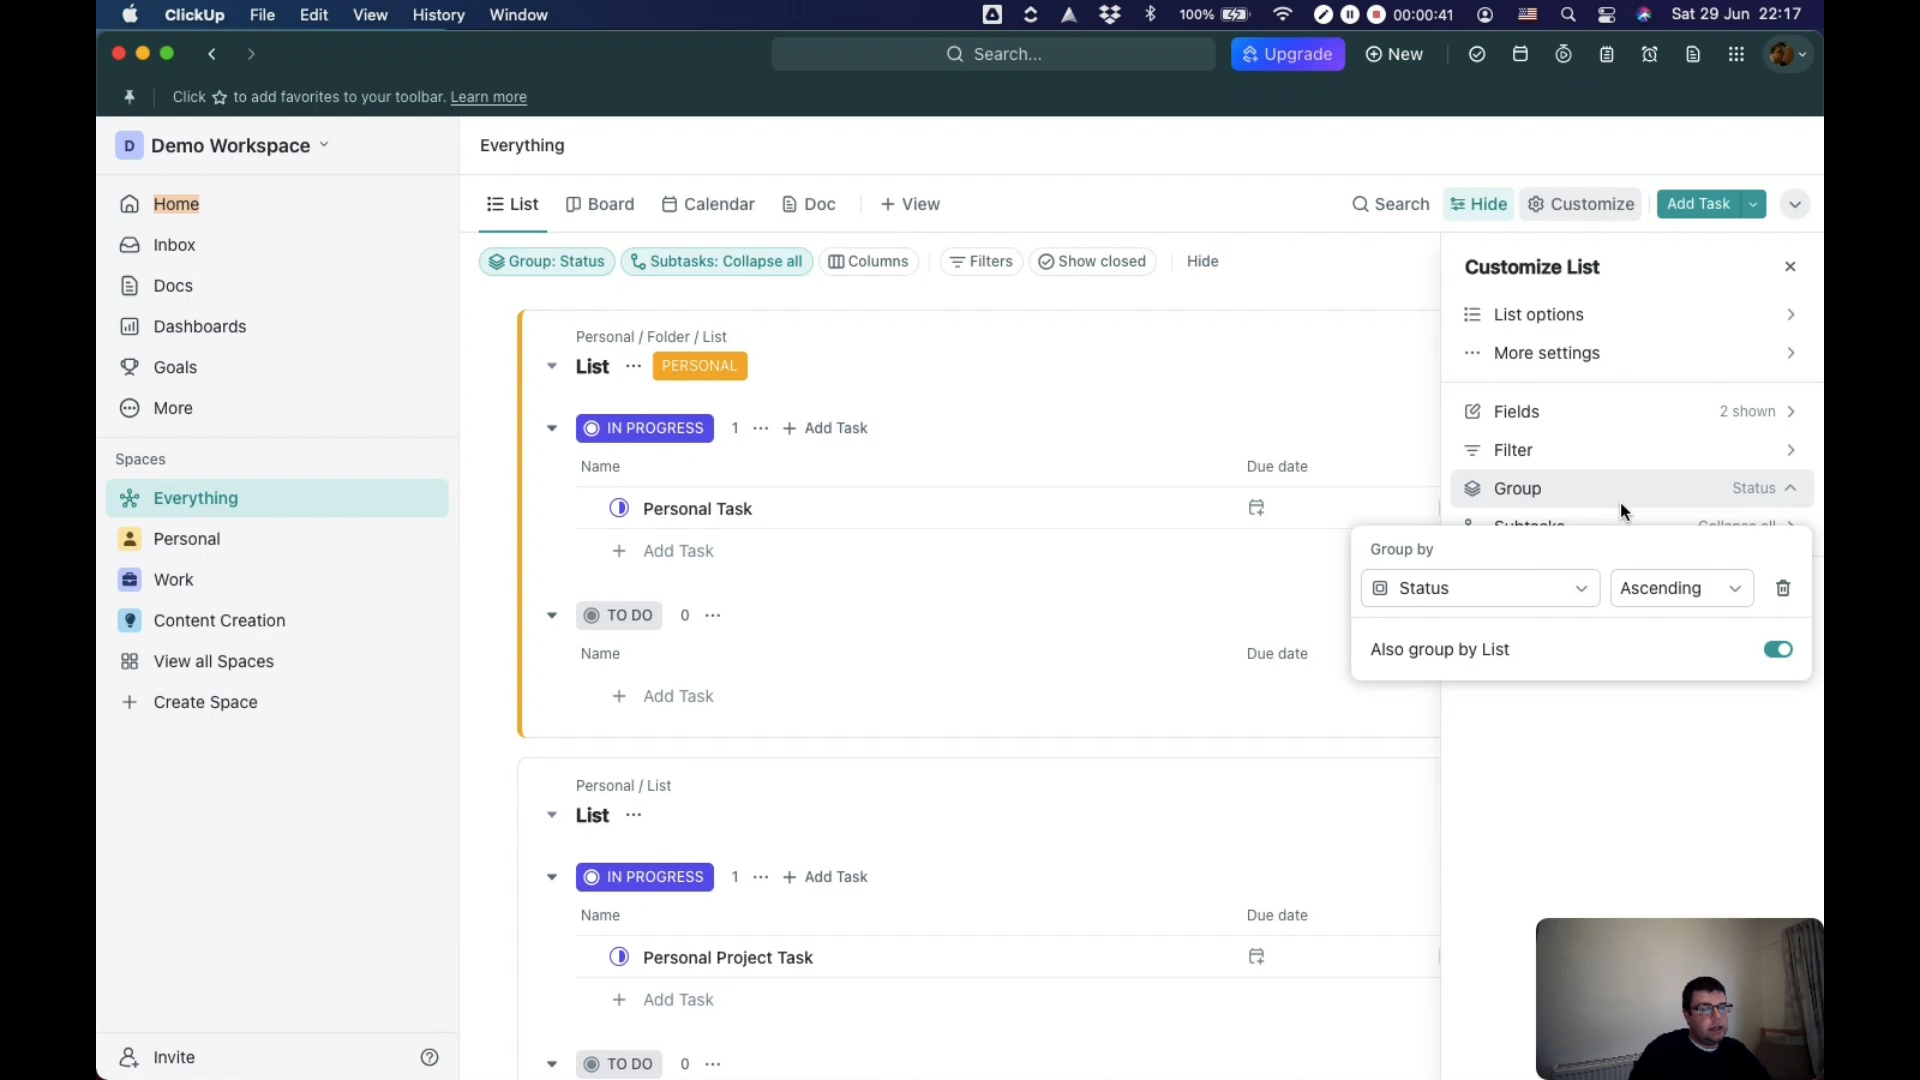 ClickUp File Edit View History Window 100% 00:00:41 Sat 29 Jun 22:17
Search... Upgrade New
Click to add favorites to your toolbar. Learn more
D Demo Workspace
Everything
Home
Inbox
Docs
Dashboards
Goals
More
Spaces
Everything
Personal
Work
Content Creation
View all Spaces
Create Space
Invite
List Board Calendar Doc + View Search Hide Customize Add Task
Group: Status Subtasks: Collapse all Columns Filters Show closed Hide
Personal / Folder / List
List ... PERSONAL
IN PROGRESS 1 ... + Add Task
Name Due date
Personal Task
+ Add Task
TO DO 0 ...
Name Due date
+ Add Task
Personal / List
List ...
IN PROGRESS 1 ... + Add Task
Name Due date
Personal Project Task
+ Add Task
TO DO 0 ...
Customize List
List options
More settings
Fields 2 shown
Filter
Group Status
Subtasks Collapse all
Group by
Status Ascending
Also group by List